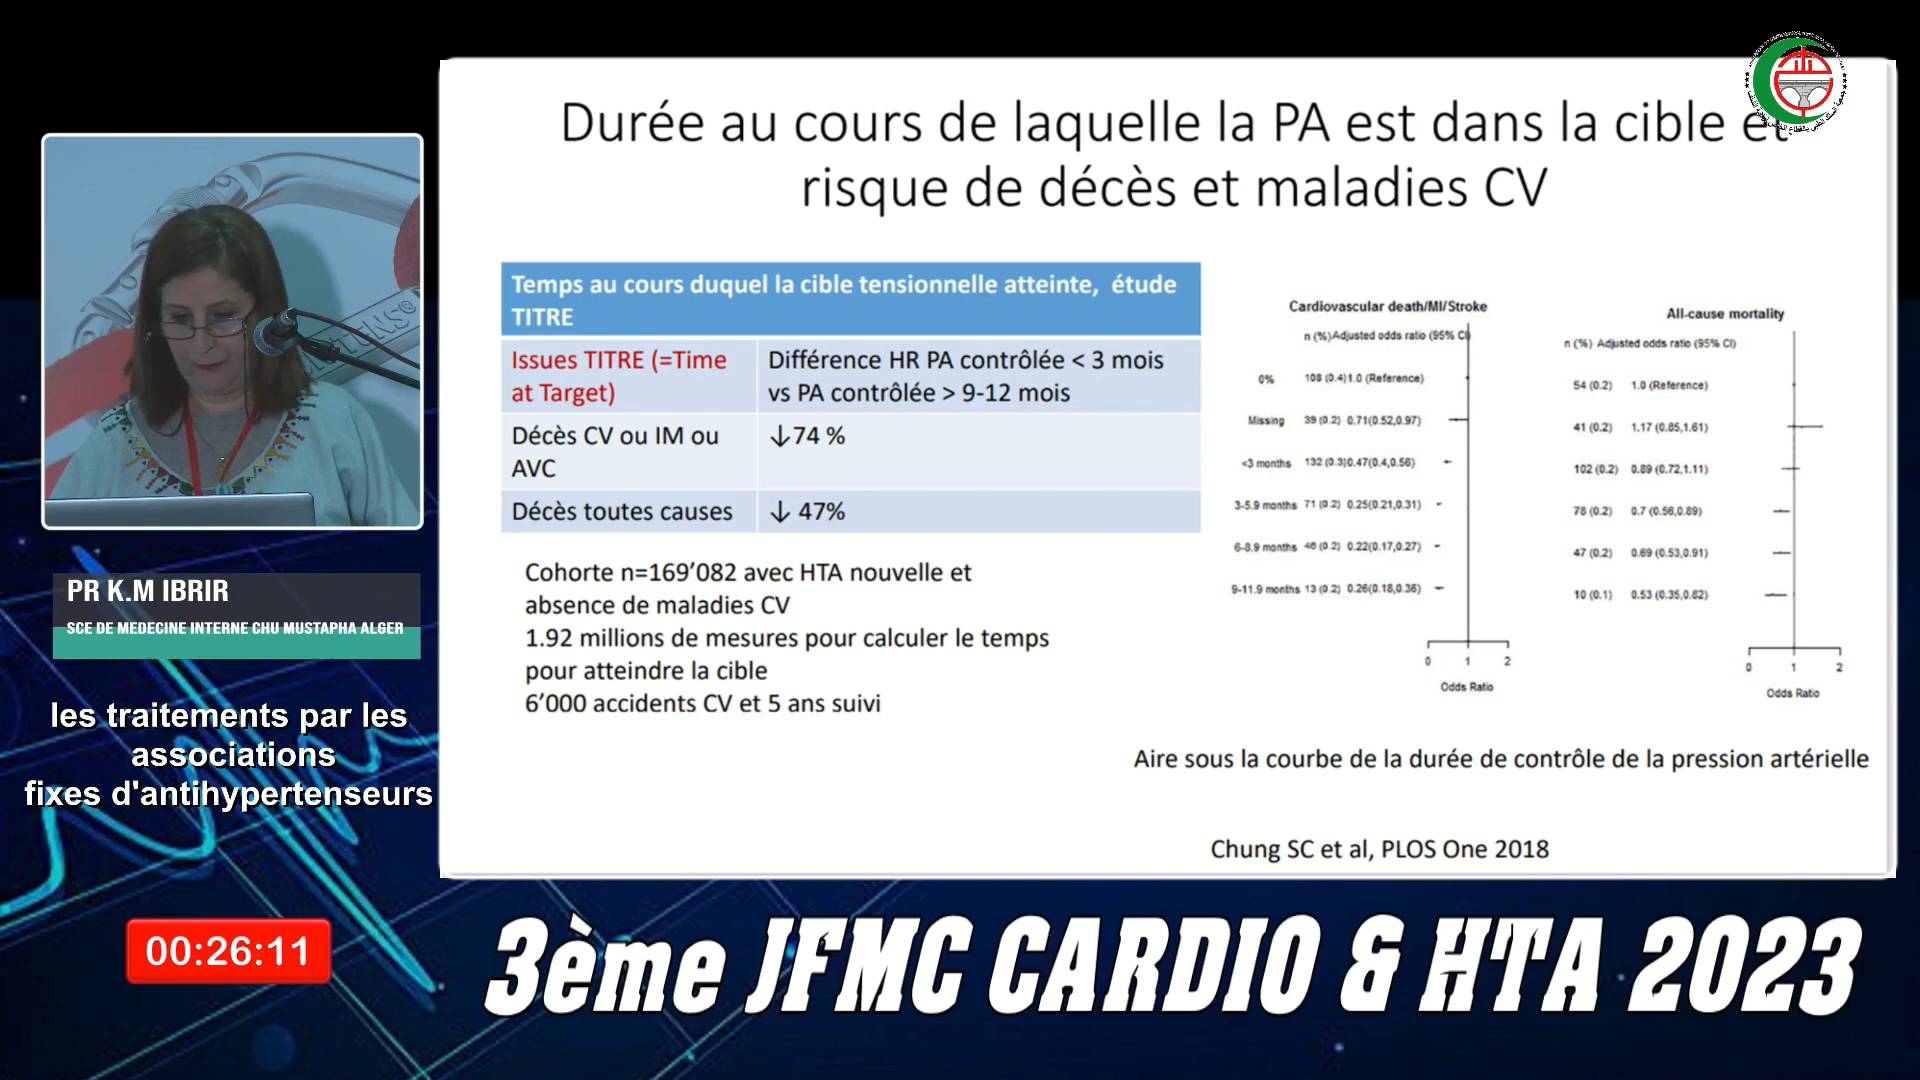 Durée au cours de laquelle la PA est dans la cible et
risque de décès et maladies CV
Temps au cours duquel la cible tensionnelle atteinte, étude
TITRE
Issues TITRE (=Time
at Target)
Différence HR PA contrôlée < 3 mois
vs PA contrôlée > 9-12 mois
Décès CV ou IM ou
AVC
↓74 %
Décès toutes causes
↓ 47%
Cohorte n=169’082 avec HTA nouvelle et
absence de maladies CV
1.92 millions de mesures pour calculer le temps
pour atteindre la cible
6’000 accidents CV et 5 ans suivi
Cardiovascular death/MI/Stroke
n (%)Adjusted odds ratio (95% CI)
0% 108 (0.4)1.0 (Reference)
Missing 39 (0.2) 0.71(0.52,0.97)
<3 months 132 (0.3)0.47(0.4,0.56)
3-5.9 months 71 (0.2) 0.25(0.21,0.31)
6-8.9 months 46 (0.2) 0.22(0.17,0.27)
9-11.9 months 13 (0.2) 0.26(0.18,0.36)
0 1 2
Odds Ratio
All-cause mortality
n (%) Adjusted odds ratio (95% CI)
54 (0.2) 1.0 (Reference)
41 (0.2) 1.17 (0.85,1.61)
102 (0.2) 0.89 (0.72,1.11)
78 (0.2) 0.7 (0.56,0.89)
47 (0.2) 0.69 (0.53,0.91)
10 (0.1) 0.53 (0.35,0.82)
0 1 2
Odds Ratio
Aire sous la courbe de la durée de contrôle de la pression artérielle
Chung SC et al, PLOS One 2018
PR K.M IBRIR
SCE DE MEDECINE INTERNE CHU MUSTAPHA ALGER
les traitements par les
associations
fixes d'antihypertenseurs
00:26:11
3ème JFMC CARDIO & HTA 2023